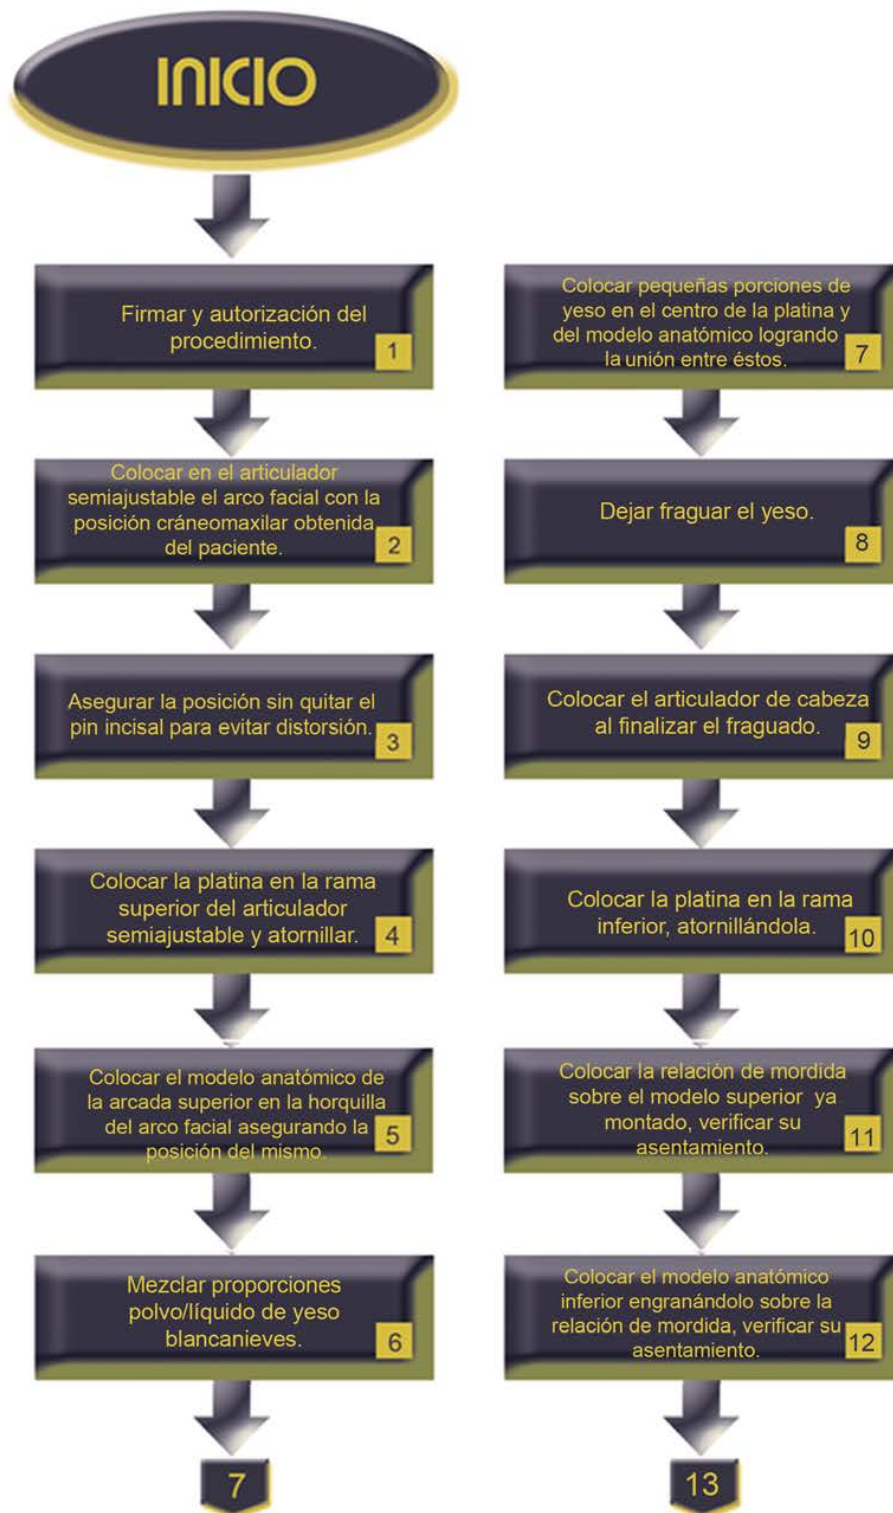 INICIO
Firmar y autorización del
procedimiento.
1
Colocar en el articulador
semiajustable el arco facial con la
posición cráneomaxilar obtenida
del paciente.
2
Asegurar la posición sin quitar el
pin incisal para evitar distorsión.
3
Colocar la platina en la rama
superior del articulador
semiajustable y atornillar.
4
Colocar el modelo anatómico de
la arcada superior en la horquilla
del arco facial asegurando la
posición del mismo.
5
Mezclar proporciones
polvo/líquido de yeso
blancanieves.
6
7
Colocar pequeñas porciones de
yeso en el centro de la platina y
del modelo anatómico logrando
la unión entre éstos.
7
Dejar fraguar el yeso.
8
Colocar el articulador de cabeza
al finalizar el fraguado.
9
Colocar la platina en la rama
inferior, atornillándola.
10
Colocar la relación de mordida
sobre el modelo superior ya
montado, verificar su
asentamiento.
11
Colocar el modelo anatómico
inferior engranándolo sobre la
relación de mordida, verificar su
asentamiento.
12
13